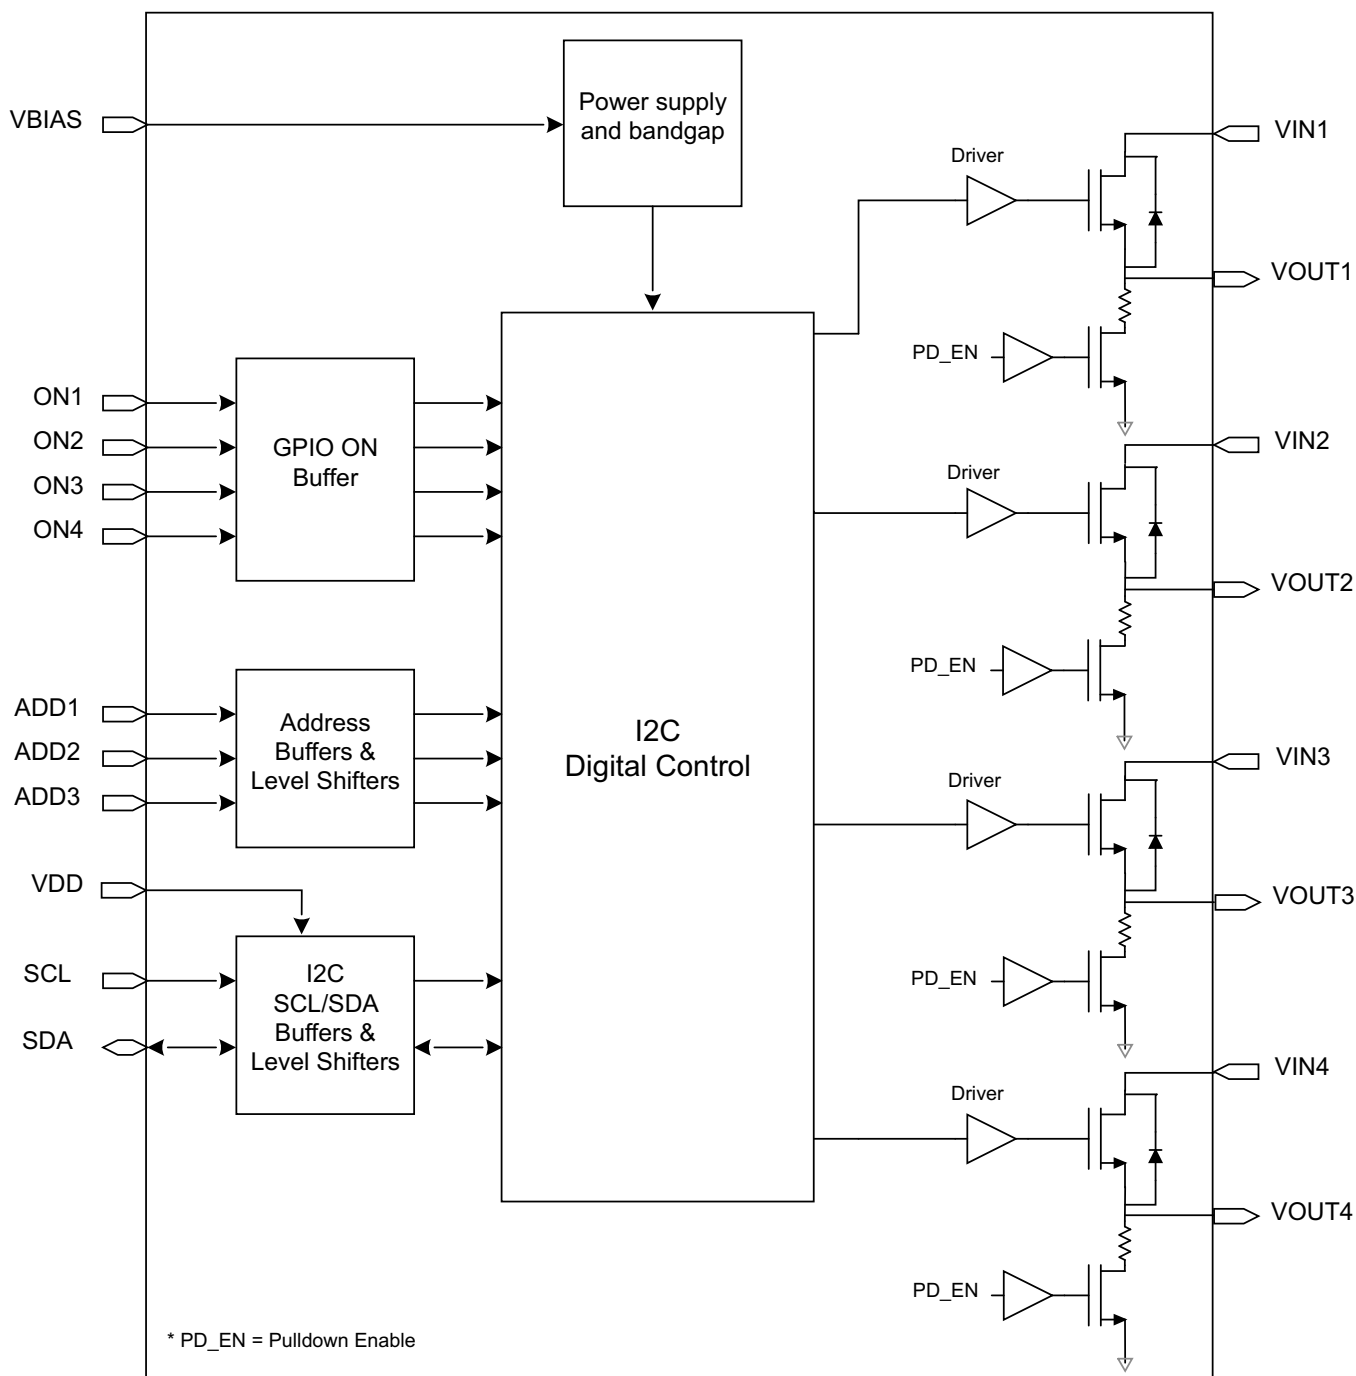 VBIAS
Power supply
and bandgap
VIN1
Driver
VOUT1
PD_EN
ON1
ON2
ON3
ON4
GPIO ON
Buffer
VIN2
Driver
VOUT2
PD_EN
ADD1
ADD2
ADD3
Address
Buffers &
Level Shifters
I2C
Digital Control
VIN3
Driver
VOUT3
PD_EN
VDD
SCL
SDA
I2C
SCL/SDA
Buffers &
Level Shifters
VIN4
Driver
VOUT4
PD_EN
* PD_EN = Pulldown Enable